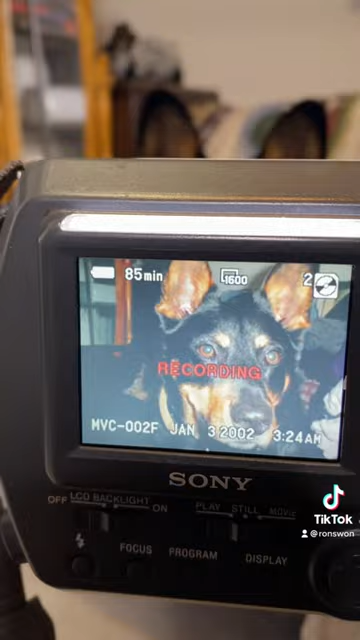 85min 1600 2
RECORDING
MVC-002F JAN 3 2002 3:24AM
SONY
OFF LCD BACKLIGHT ON
PLAY STILL MOVIE
FOCUS PROGRAM DISPLAY
TikTok
@ronswon